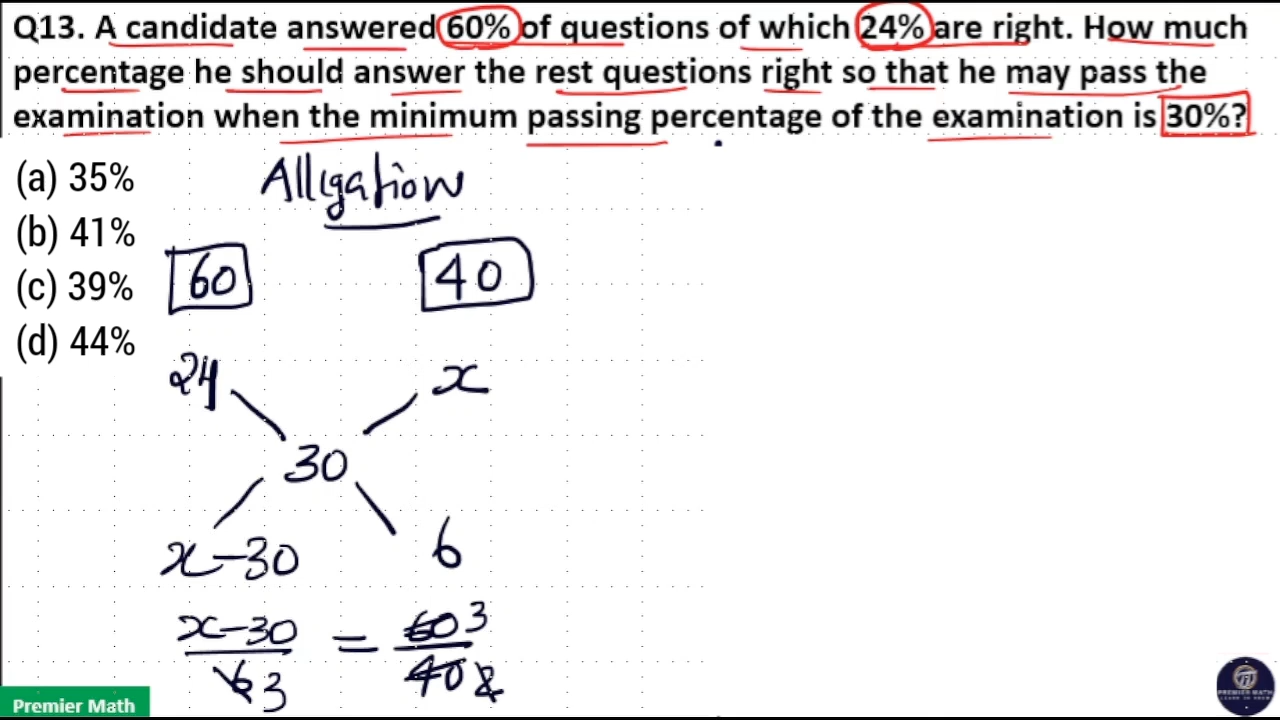 Q13. A candidate answered 60% of questions of which 24% are right. How much
percentage he should answer the rest questions right so that he may pass the
examination when the minimum passing percentage of the examination is 30%?
(a) 35%
Alligation
(b) 41%
(c) 39%
60 40
(d) 44%
24 x
30
x-30 6
x-30 = 60 3
6 3 40 2
Premier Math
PREMIER MATH